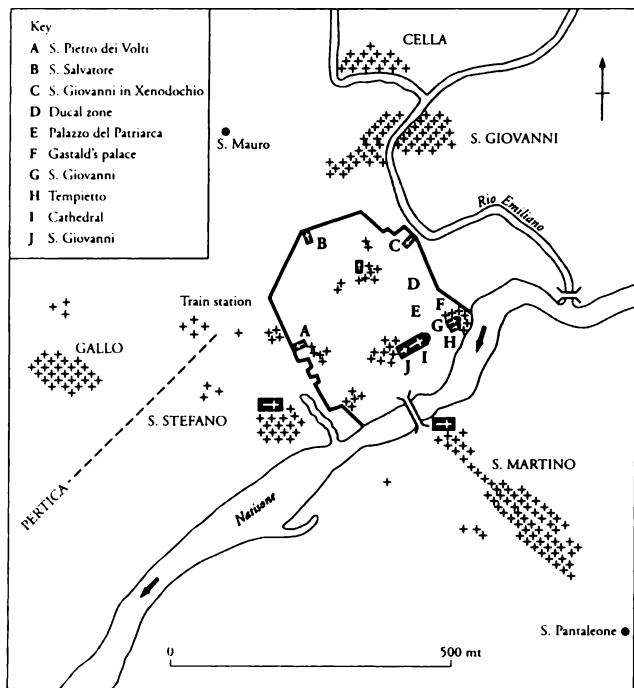 Key
A S. Pietro dei Volti
B S. Salvatore
C S. Giovanni in Xenodochio
D Ducal zone
E Palazzo del Patriarca
F Gastald's palace
G S. Giovanni
H Tempietto
I Cathedral
J S. Giovanni
CELLA
S. Mauro
S. GIOVANNI
Rio Emiliano
B
C
D
Train station
E
F
G
H
A
I
J
GALLO
S. STEFANO
S. MARTINO
PERTICA
Natisone
S. Pantaleone
0
500 mt